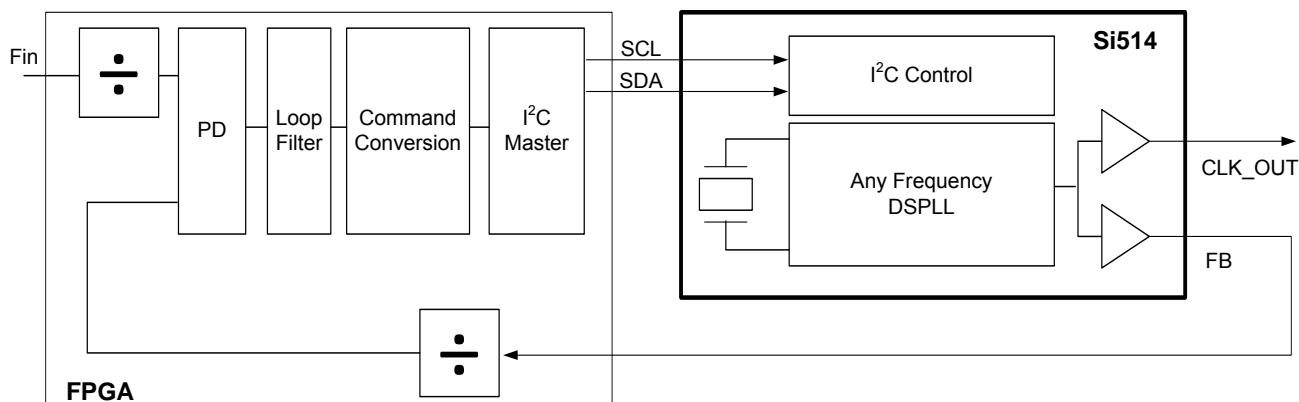 Fin
÷
PD
Loop
Filter
Command
Conversion
I²C
Master
SCL
SDA
Si514
I²C Control
Any Frequency
DSPLL
CLK_OUT
FB
÷
FPGA